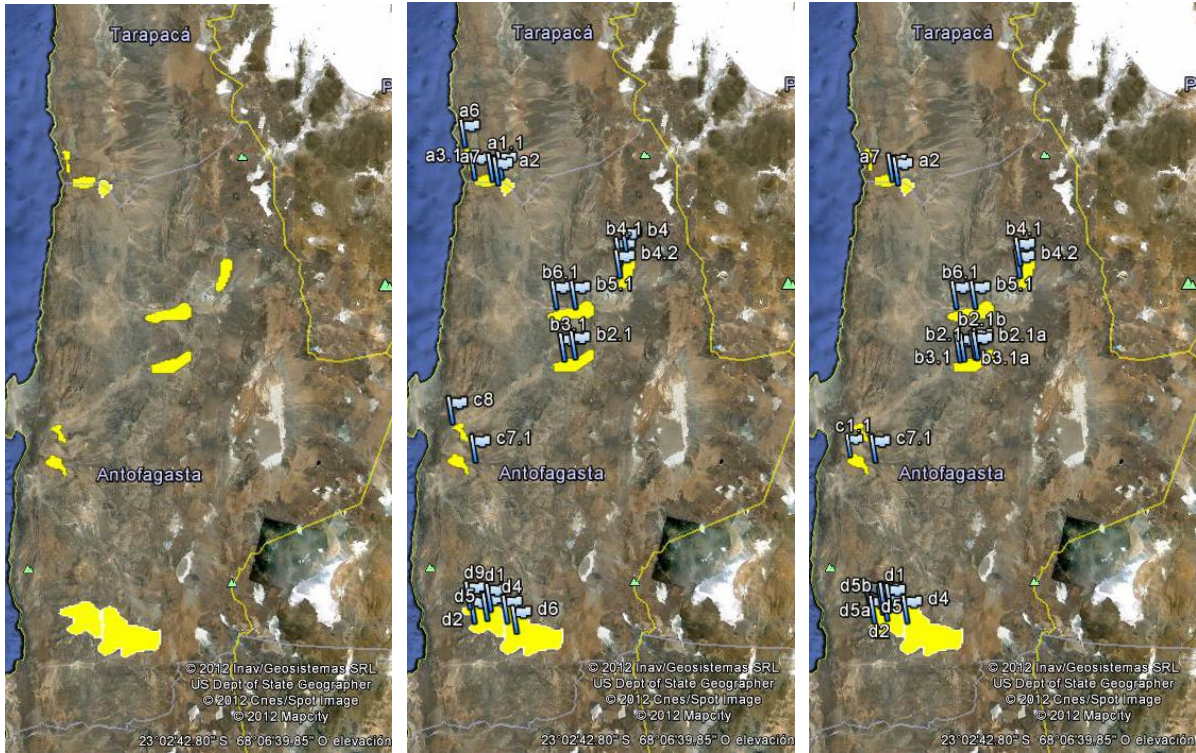 Tarapacá
P
Antofagasta
© 2012 Inav/Geosistemas SRL
US Dept of State Geographer
© 2012 Cnes/Spot Image
© 2012 Mapcity
23°02'42.80" S 68°06'39.85" O elevación
Tarapacá
P
a6
a1.1
a3.1 a7 a2
b4.1 b4
b4.2
b6.1 b5.1
b3.1 b2.1
c8
c7.1
Antofagasta
d9 d1
d5 d4
d2 d6
© 2012 Inav/Geosistemas SRL
US Dept of State Geographer
© 2012 Cnes/Spot Image
© 2012 Mapcity
23°02'42.80" S 68°06'39.85" O elevación
Tarapacá
P
a7 a2
b4.1
b4.2
b6.1 b5.1
b2.1b
b2.1 b2.1a
b3.1 b3.1a
c1.1 c7.1
Antofagasta
d5b d1
d5a d5 d4
d2
© 2012 Inav/Geosistemas SRL
US Dept of State Geographer
© 2012 Cnes/Spot Image
© 2012 Mapcity
23°02'42.80" S 68°06'39.85" O elevación